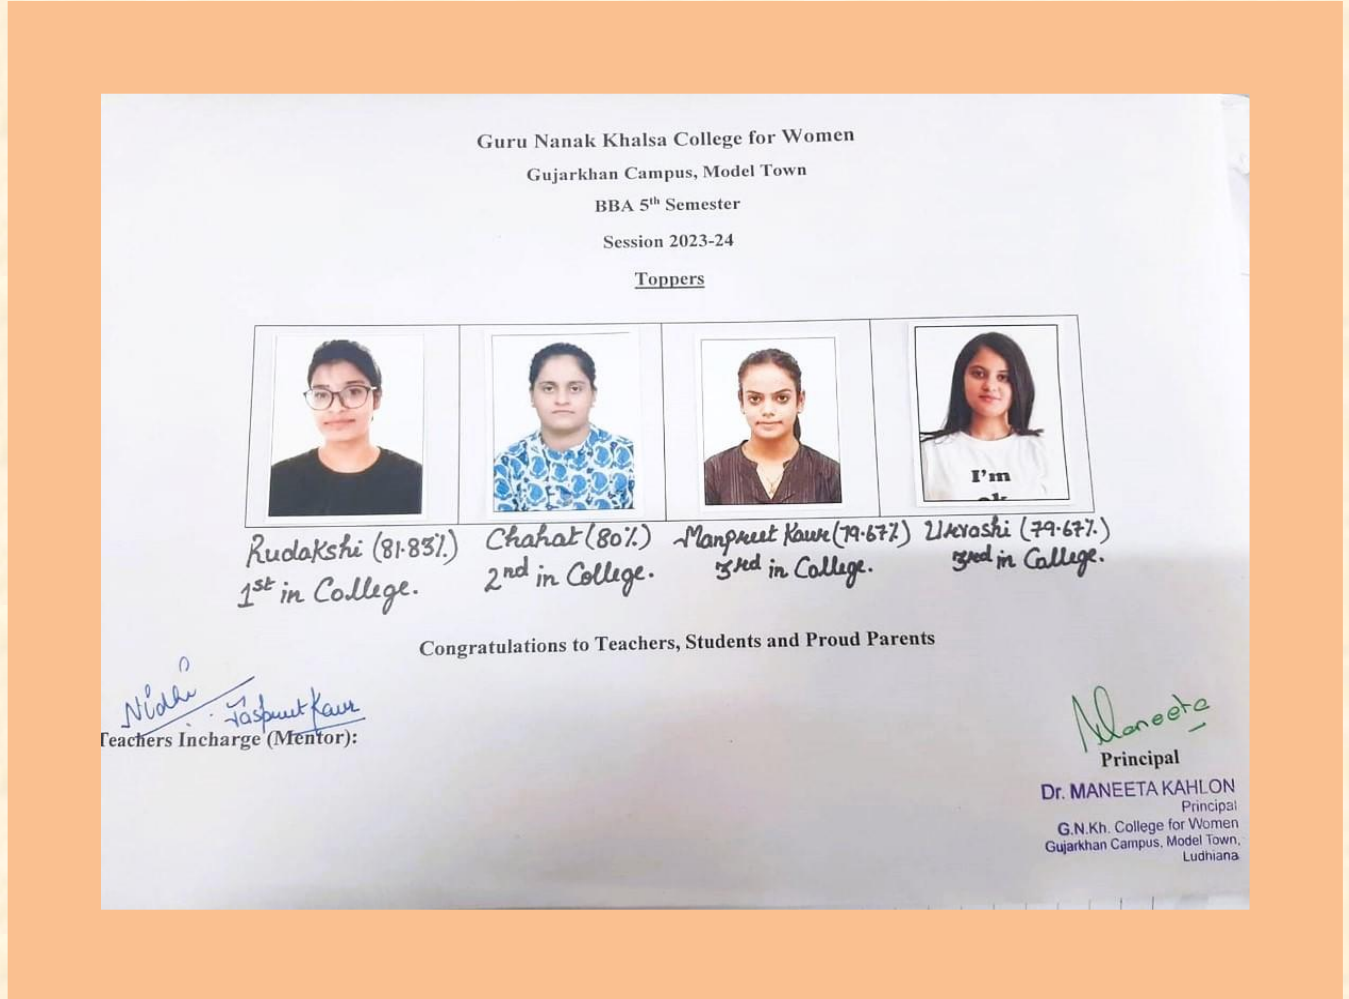 Guru Nanak Khalsa College for Women
Gujarkhan Campus, Model Town
BBA 5th Semester
Session 2023-24
Toppers
I'm
ok
Rudakshi (81.83%) Chahat (80%) Manpreet Kaur (79.67%) Urvashi (79.67%)
1st in College. 2nd in College. 3rd in College. 3rd in College.
Congratulations to Teachers, Students and Proud Parents
Nidhi Jaspreet Kaur
Teachers Incharge (Mentor):
Maneeta
Principal
Dr. MANEETA KAHLON
Principal
G.N.Kh. College for Women
Gujarkhan Campus, Model Town,
Ludhiana